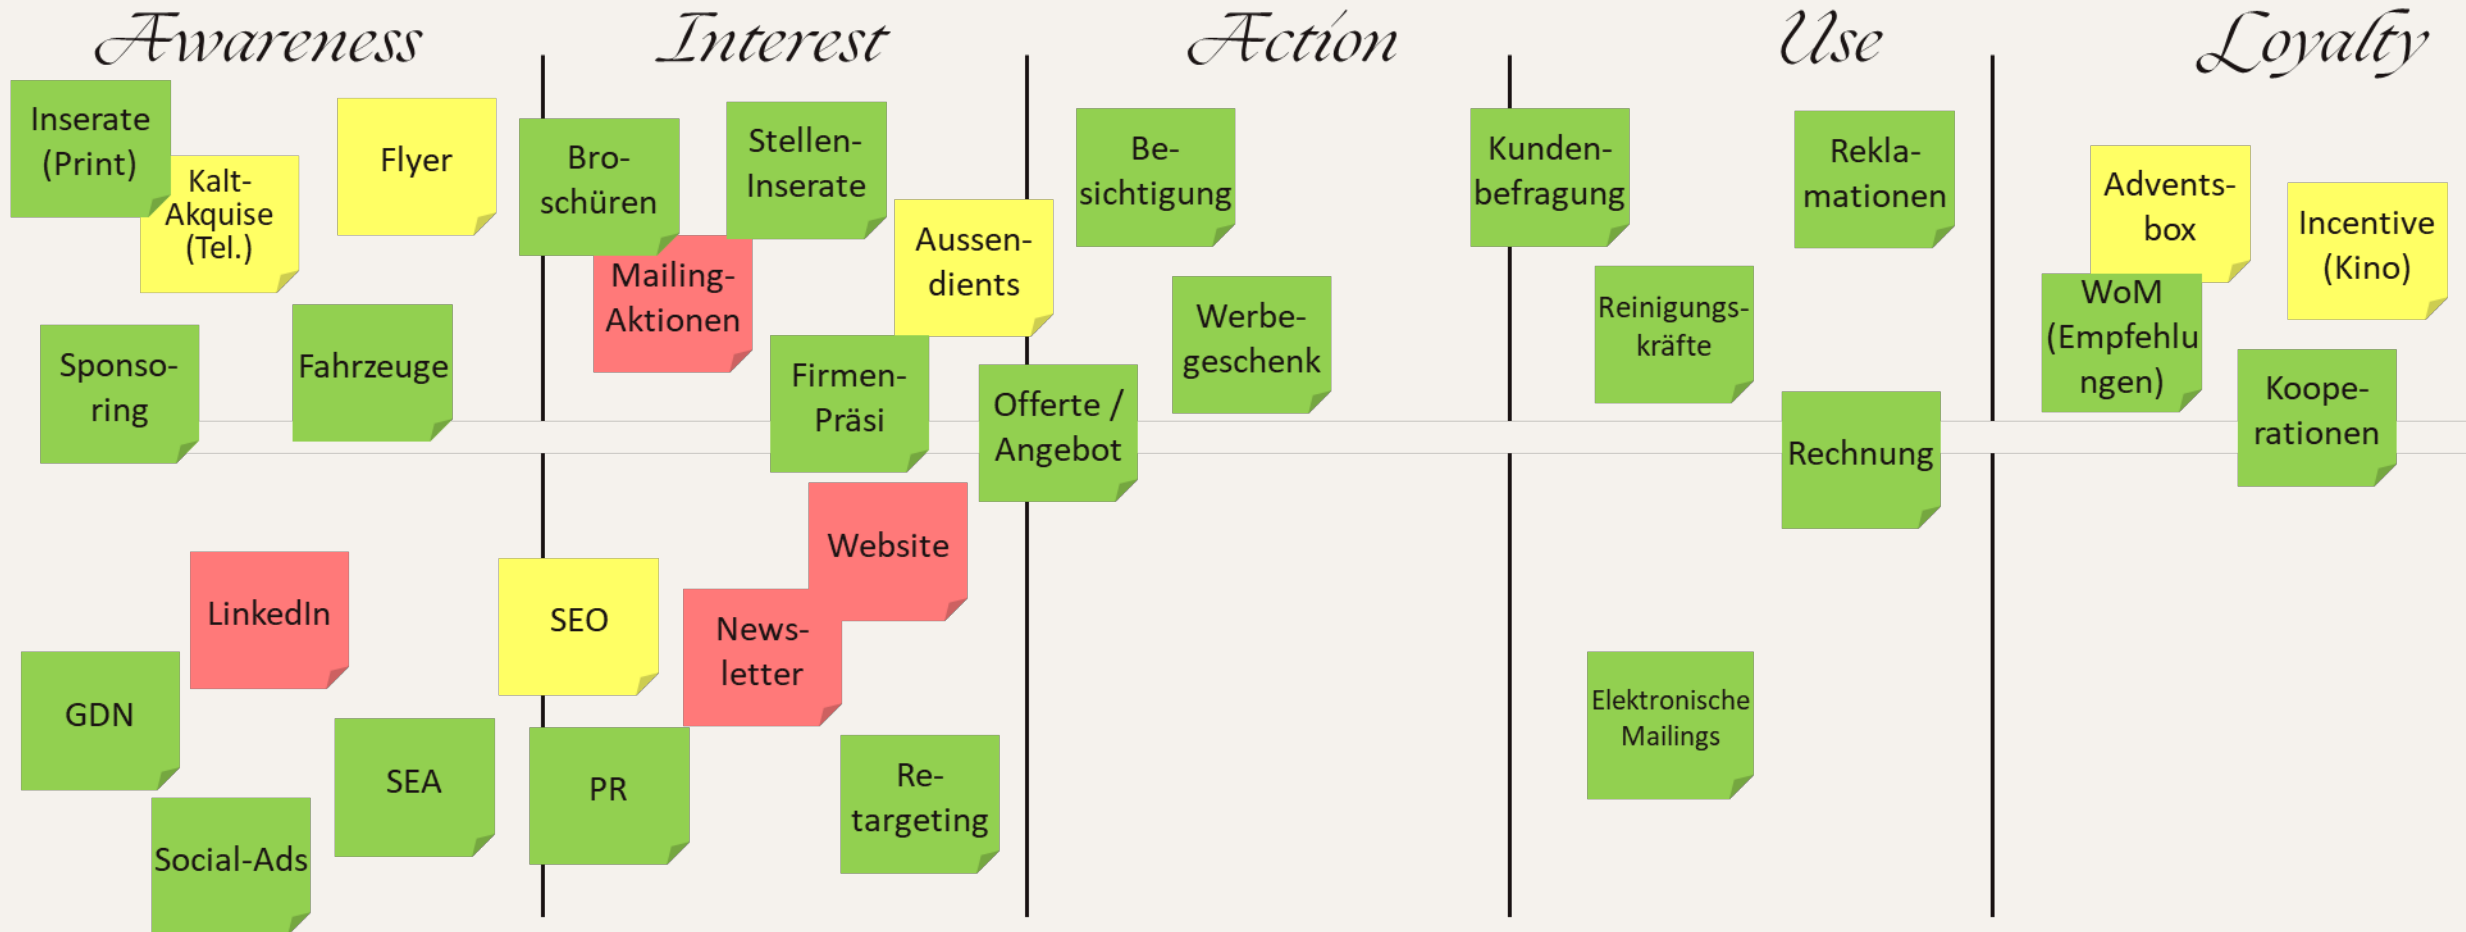 Awareness
Interest
Action
Use
Loyalty
Inserate
(Print)
Kalt-
Akquise
(Tel.)
Flyer
Sponso-
ring
Fahrzeuge
Bro-
schüren
Stellen-
Inserate
Mailing-
Aktionen
Aussen-
dients
Firmen-
Präsi
Offerte /
Angebot
Be-
sichtigung
Werbe-
geschenk
Kunden-
befragung
Rekla-
mationen
Reinigungs-
kräfte
Rechnung
Advents-
box
Incentive
(Kino)
WoM
(Empfehlu
ngen)
Koope-
rationen
LinkedIn
GDN
SEA
Social-Ads
SEO
Website
News-
letter
PR
Re-
targeting
Elektronische
Mailings